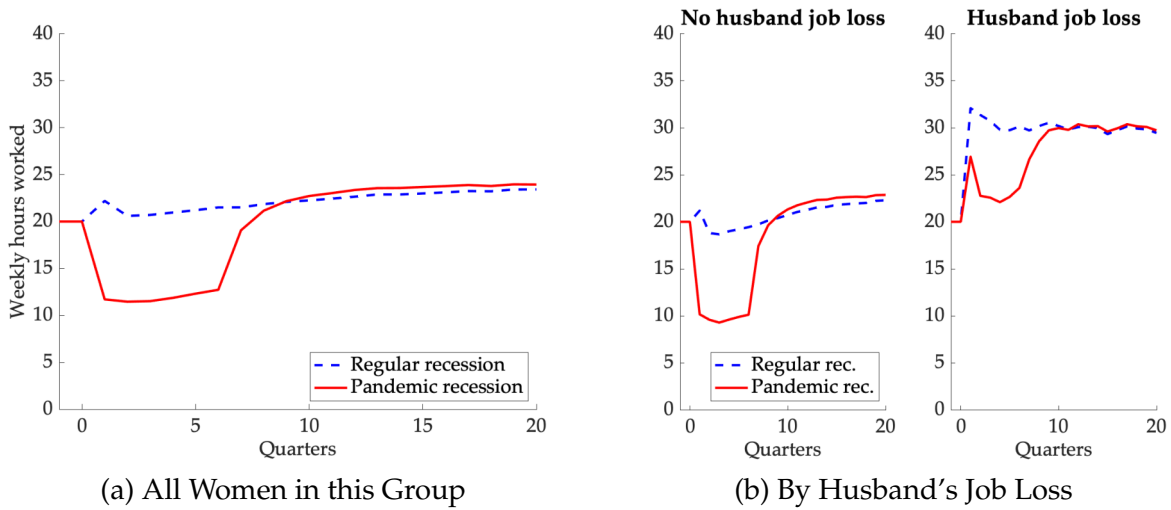 40
35
30
25
20
15
10
5
0
Weekly hours worked
0 5 10 15 20
Quarters
Regular recession
Pandemic recession
(a) All Women in this Group
No husband job loss
40
35
30
25
20
15
10
5
0
0 10 20
Quarters
Regular rec.
Pandemic rec.
Husband job loss
40
35
30
25
20
15
10
5
0
0 10 20
Quarters
(b) By Husband's Job Loss